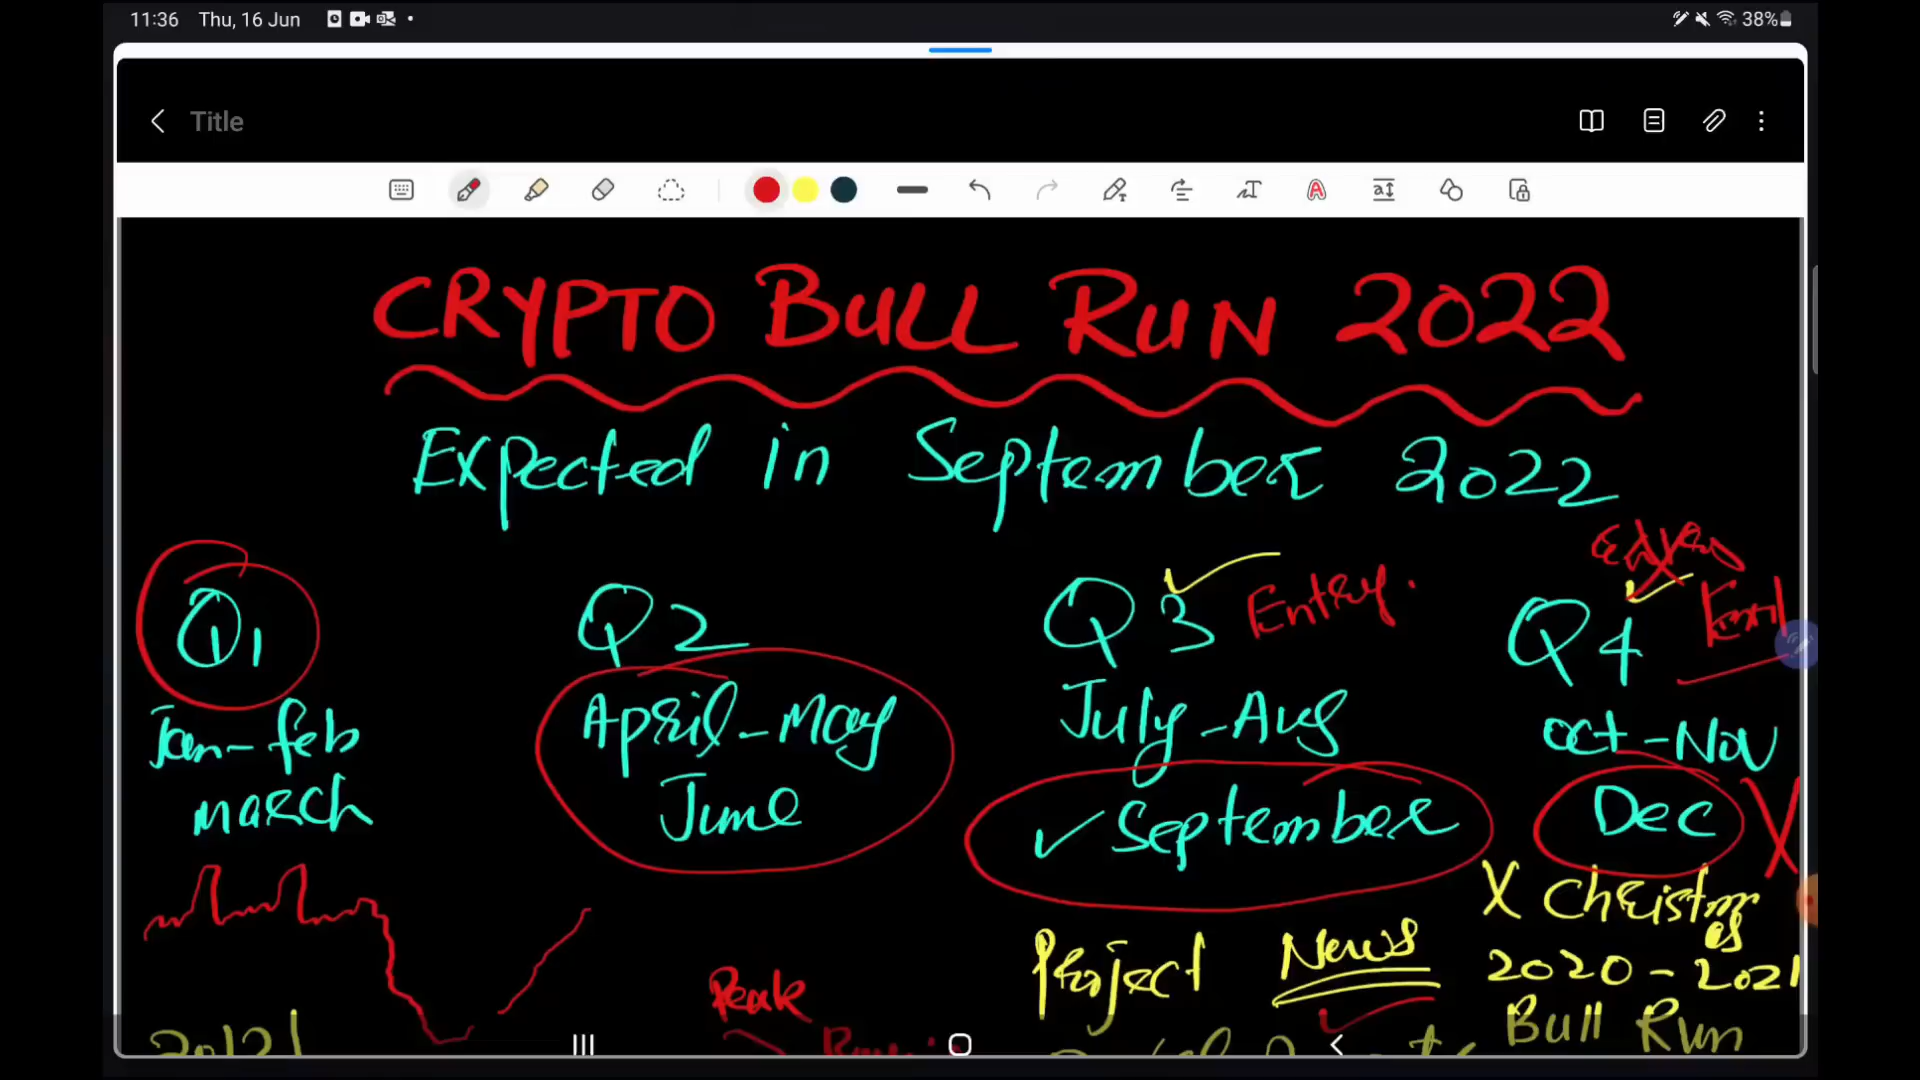 11:36 Thu, 16 Jun 38%
Title
CRYPTO BULL RUN 2022
Expected in September 2022
Q1 Q2 Q3 Entry. Q4 Exit
Jan-feb April-May July-Aug oct-Nov
march June September Dec X
X Christmas
Project News 2020-2021
Peak Bull Run
2021